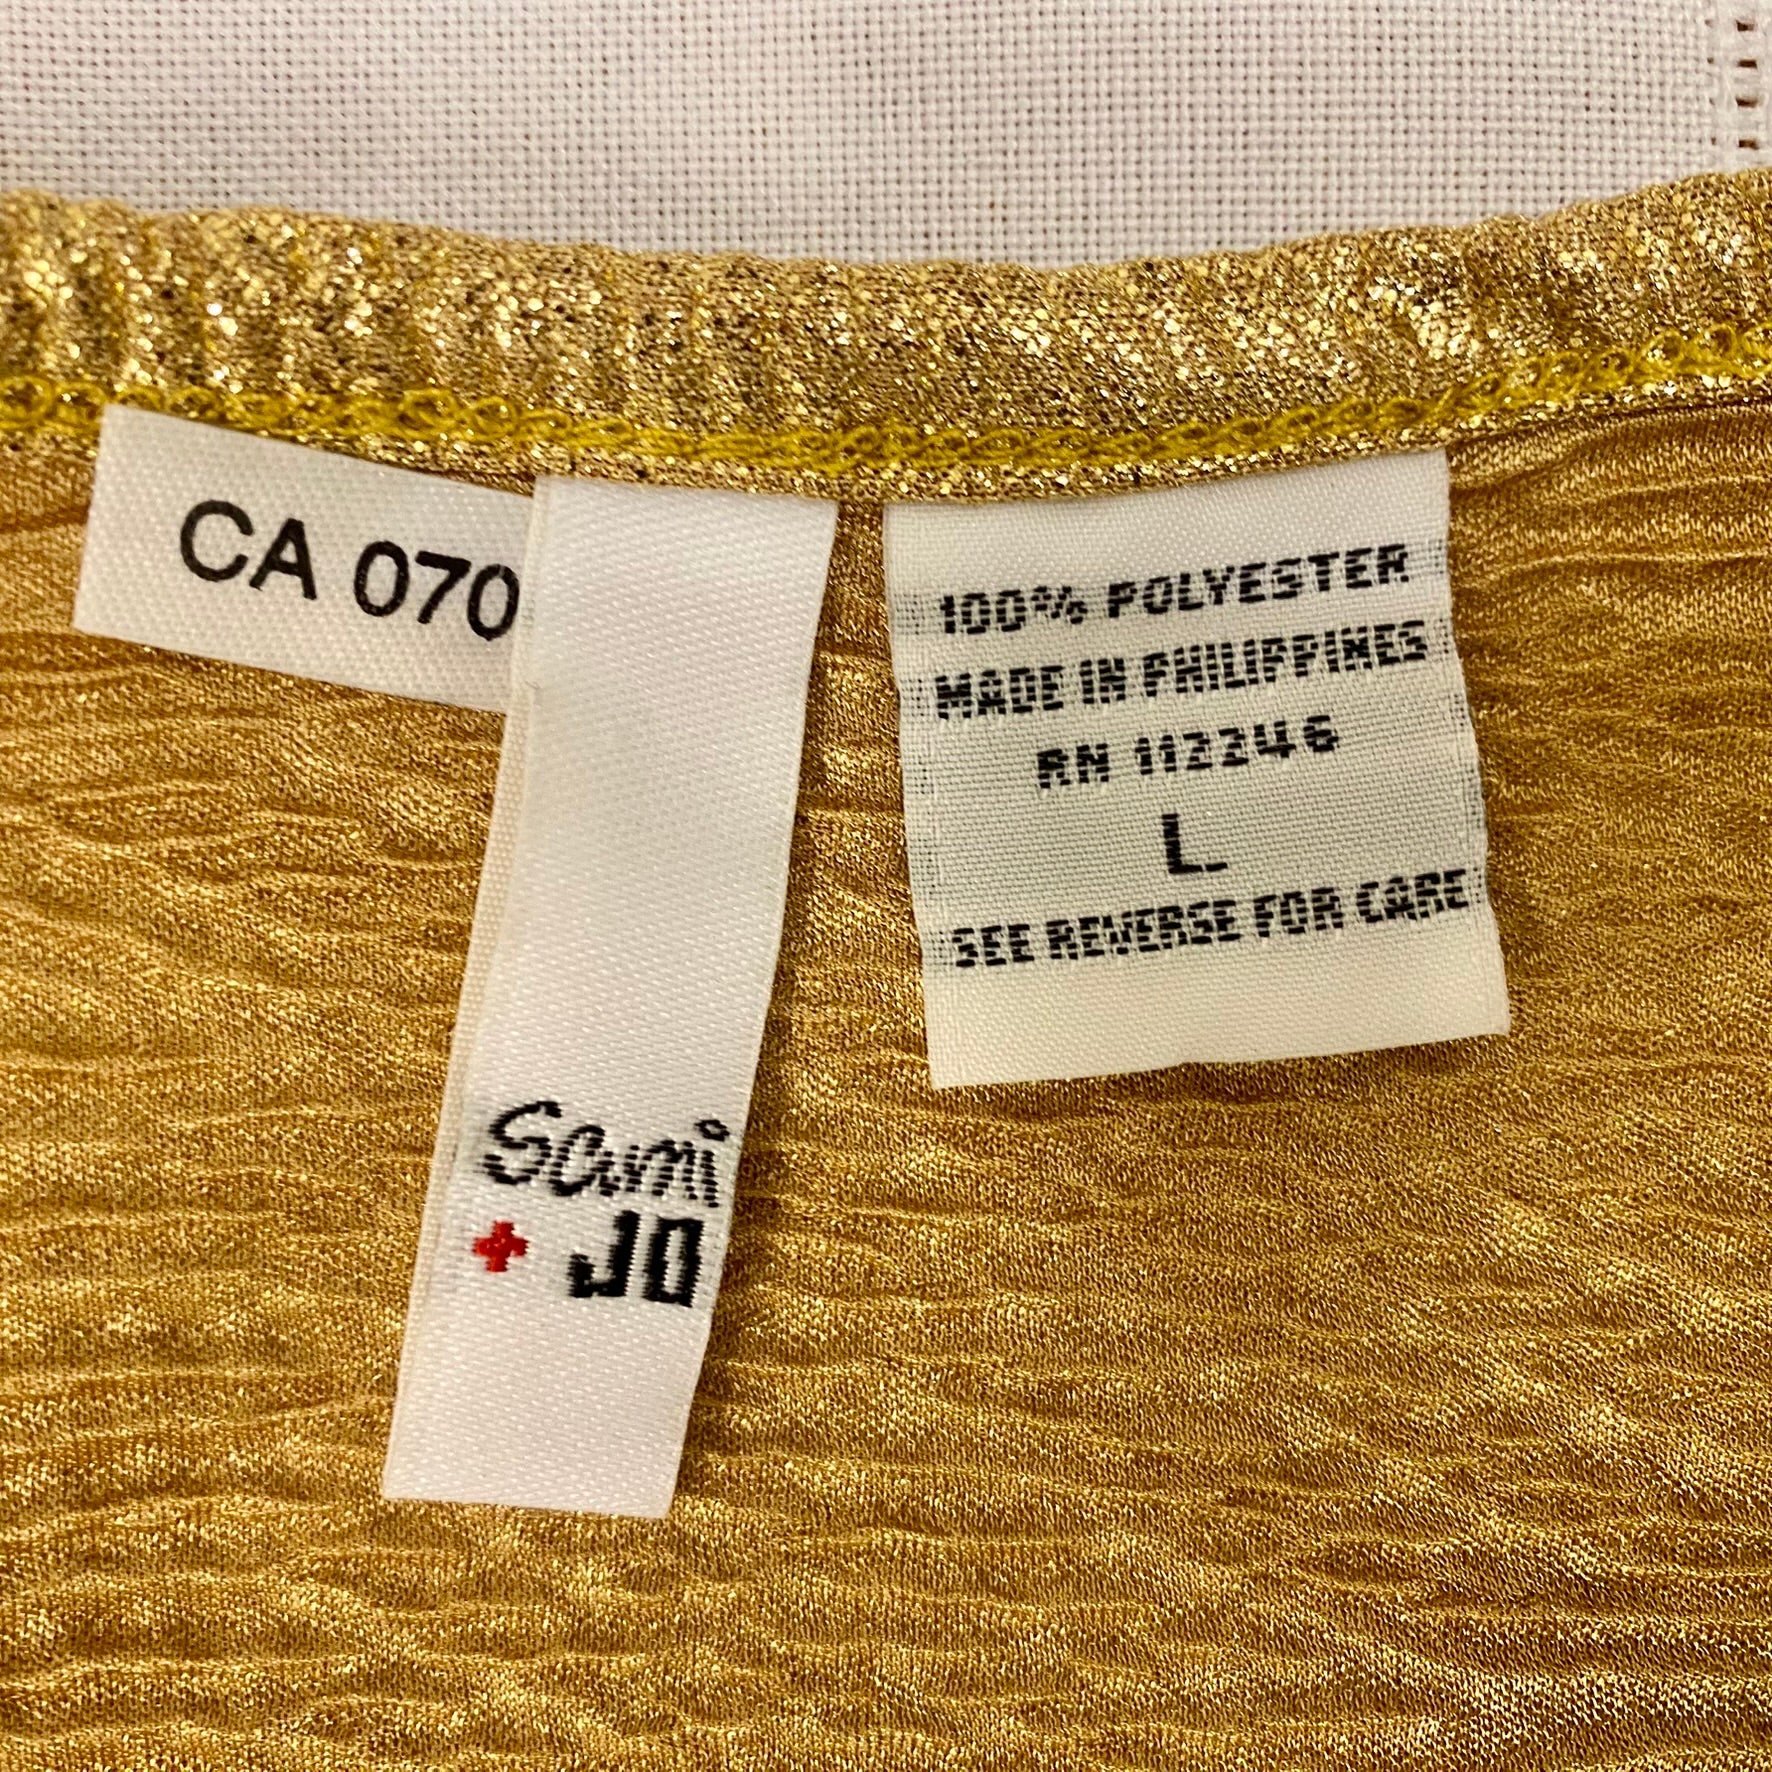 CA 070
Sami
+ JO
100% POLYESTER
MADE IN PHILIPPINES
RN 112246
L
SEE REVERSE FOR CARE